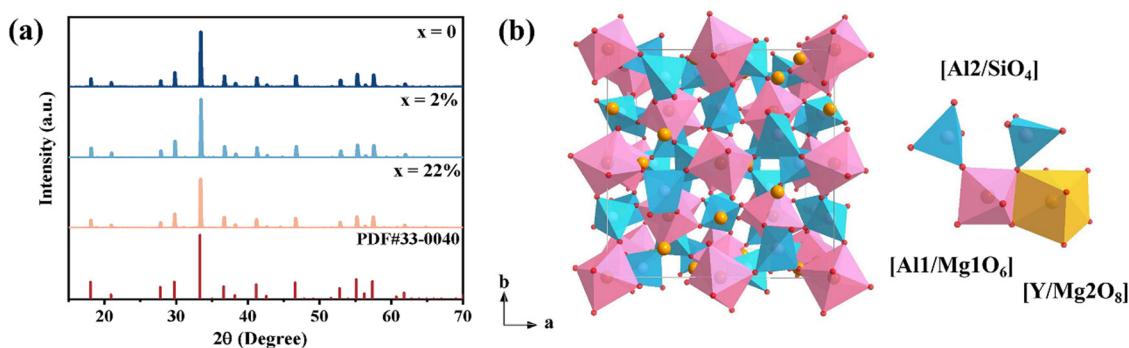 (a)
x = 0
x = 2%
x = 22%
PDF#33-0040
Intensity (a.u.)
20 30 40 50 60 70
2θ (Degree)
(b)
b
a
[Al2/SiO₄]
[Al1/Mg1O₆]
[Y/Mg2O₈]